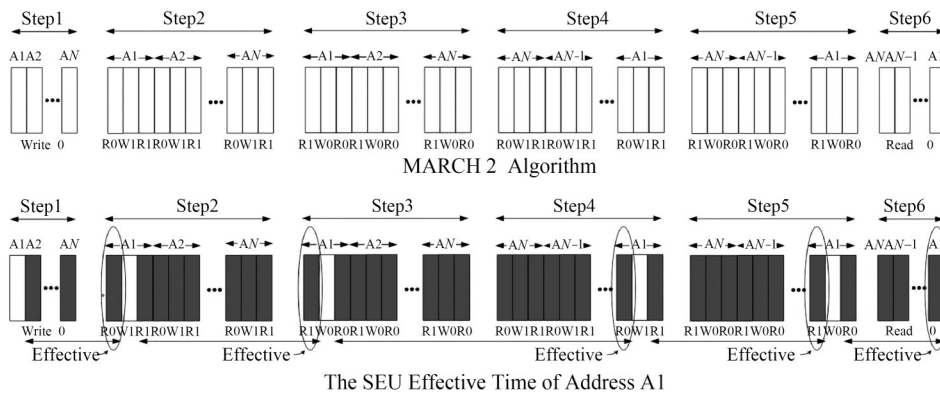 Step1 Step2 Step3 Step4 Step5 Step6
A1A2 AN A1 A2 AN A1 A2 AN AN AN-1 A1 AN AN-1 A1 ANAN-1 A1
... ... ... ... ... ...
Write 0 R0W1R1R0W1R1 R0W1R1 R1W0R0R1W0R0 R1W0R0 R0W1R1R0W1R1 R0W1R1 R1W0R0R1W0R0 R1W0R0 Read 0
MARCH 2 Algorithm
Step1 Step2 Step3 Step4 Step5 Step6
A1A2 AN A1 A2 AN A1 A2 AN AN AN-1 A1 AN AN-1 A1 ANAN-1 A1
... ... ... ... ... ...
Write 0 R0W1R1R0W1R1 R0W1R1 R1W0R0R1W0R0 R1W0R0 R0W1R1R0W1R1 R0W1R1 R1W0R0R1W0R0 R1W0R0 Read 0
Effective Effective Effective Effective Effective
The SEU Effective Time of Address A1